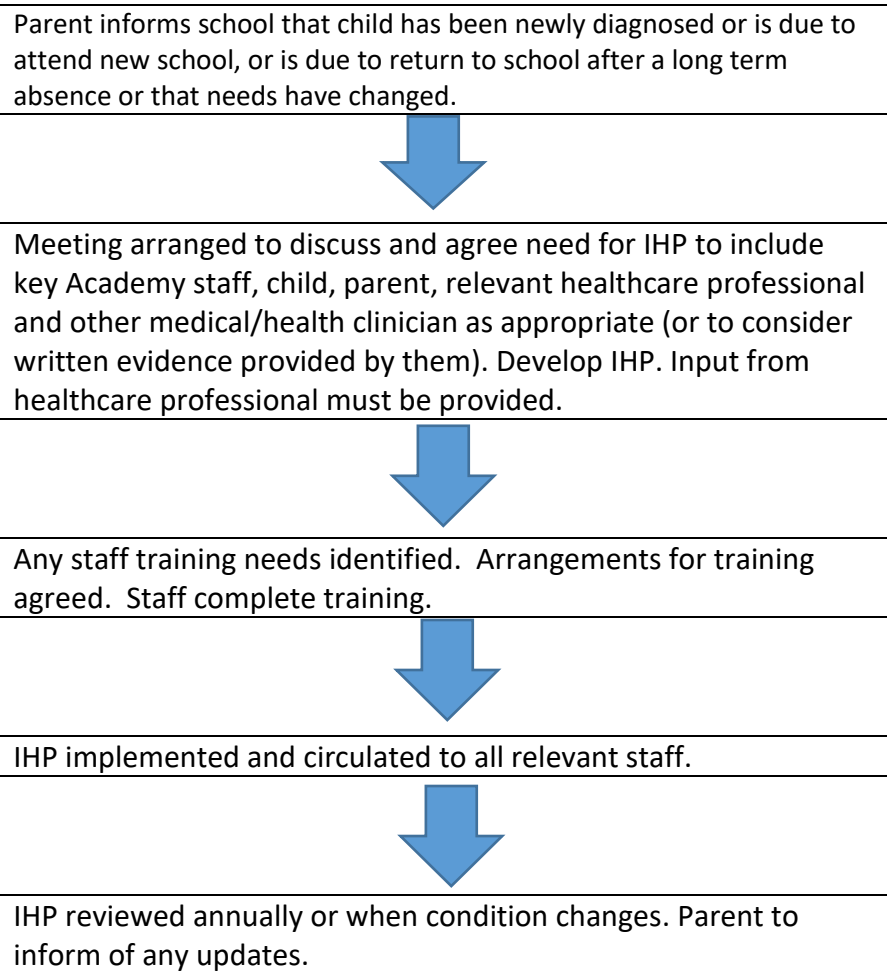 Parent informs school that child has been newly diagnosed or is due to
attend new school, or is due to return to school after a long term
absence or that needs have changed.
Meeting arranged to discuss and agree need for IHP to include
key Academy staff, child, parent, relevant healthcare professional
and other medical/health clinician as appropriate (or to consider
written evidence provided by them). Develop IHP. Input from
healthcare professional must be provided.
Any staff training needs identified.  Arrangements for training
agreed.  Staff complete training.
IHP implemented and circulated to all relevant staff.
IHP reviewed annually or when condition changes. Parent to
inform of any updates.